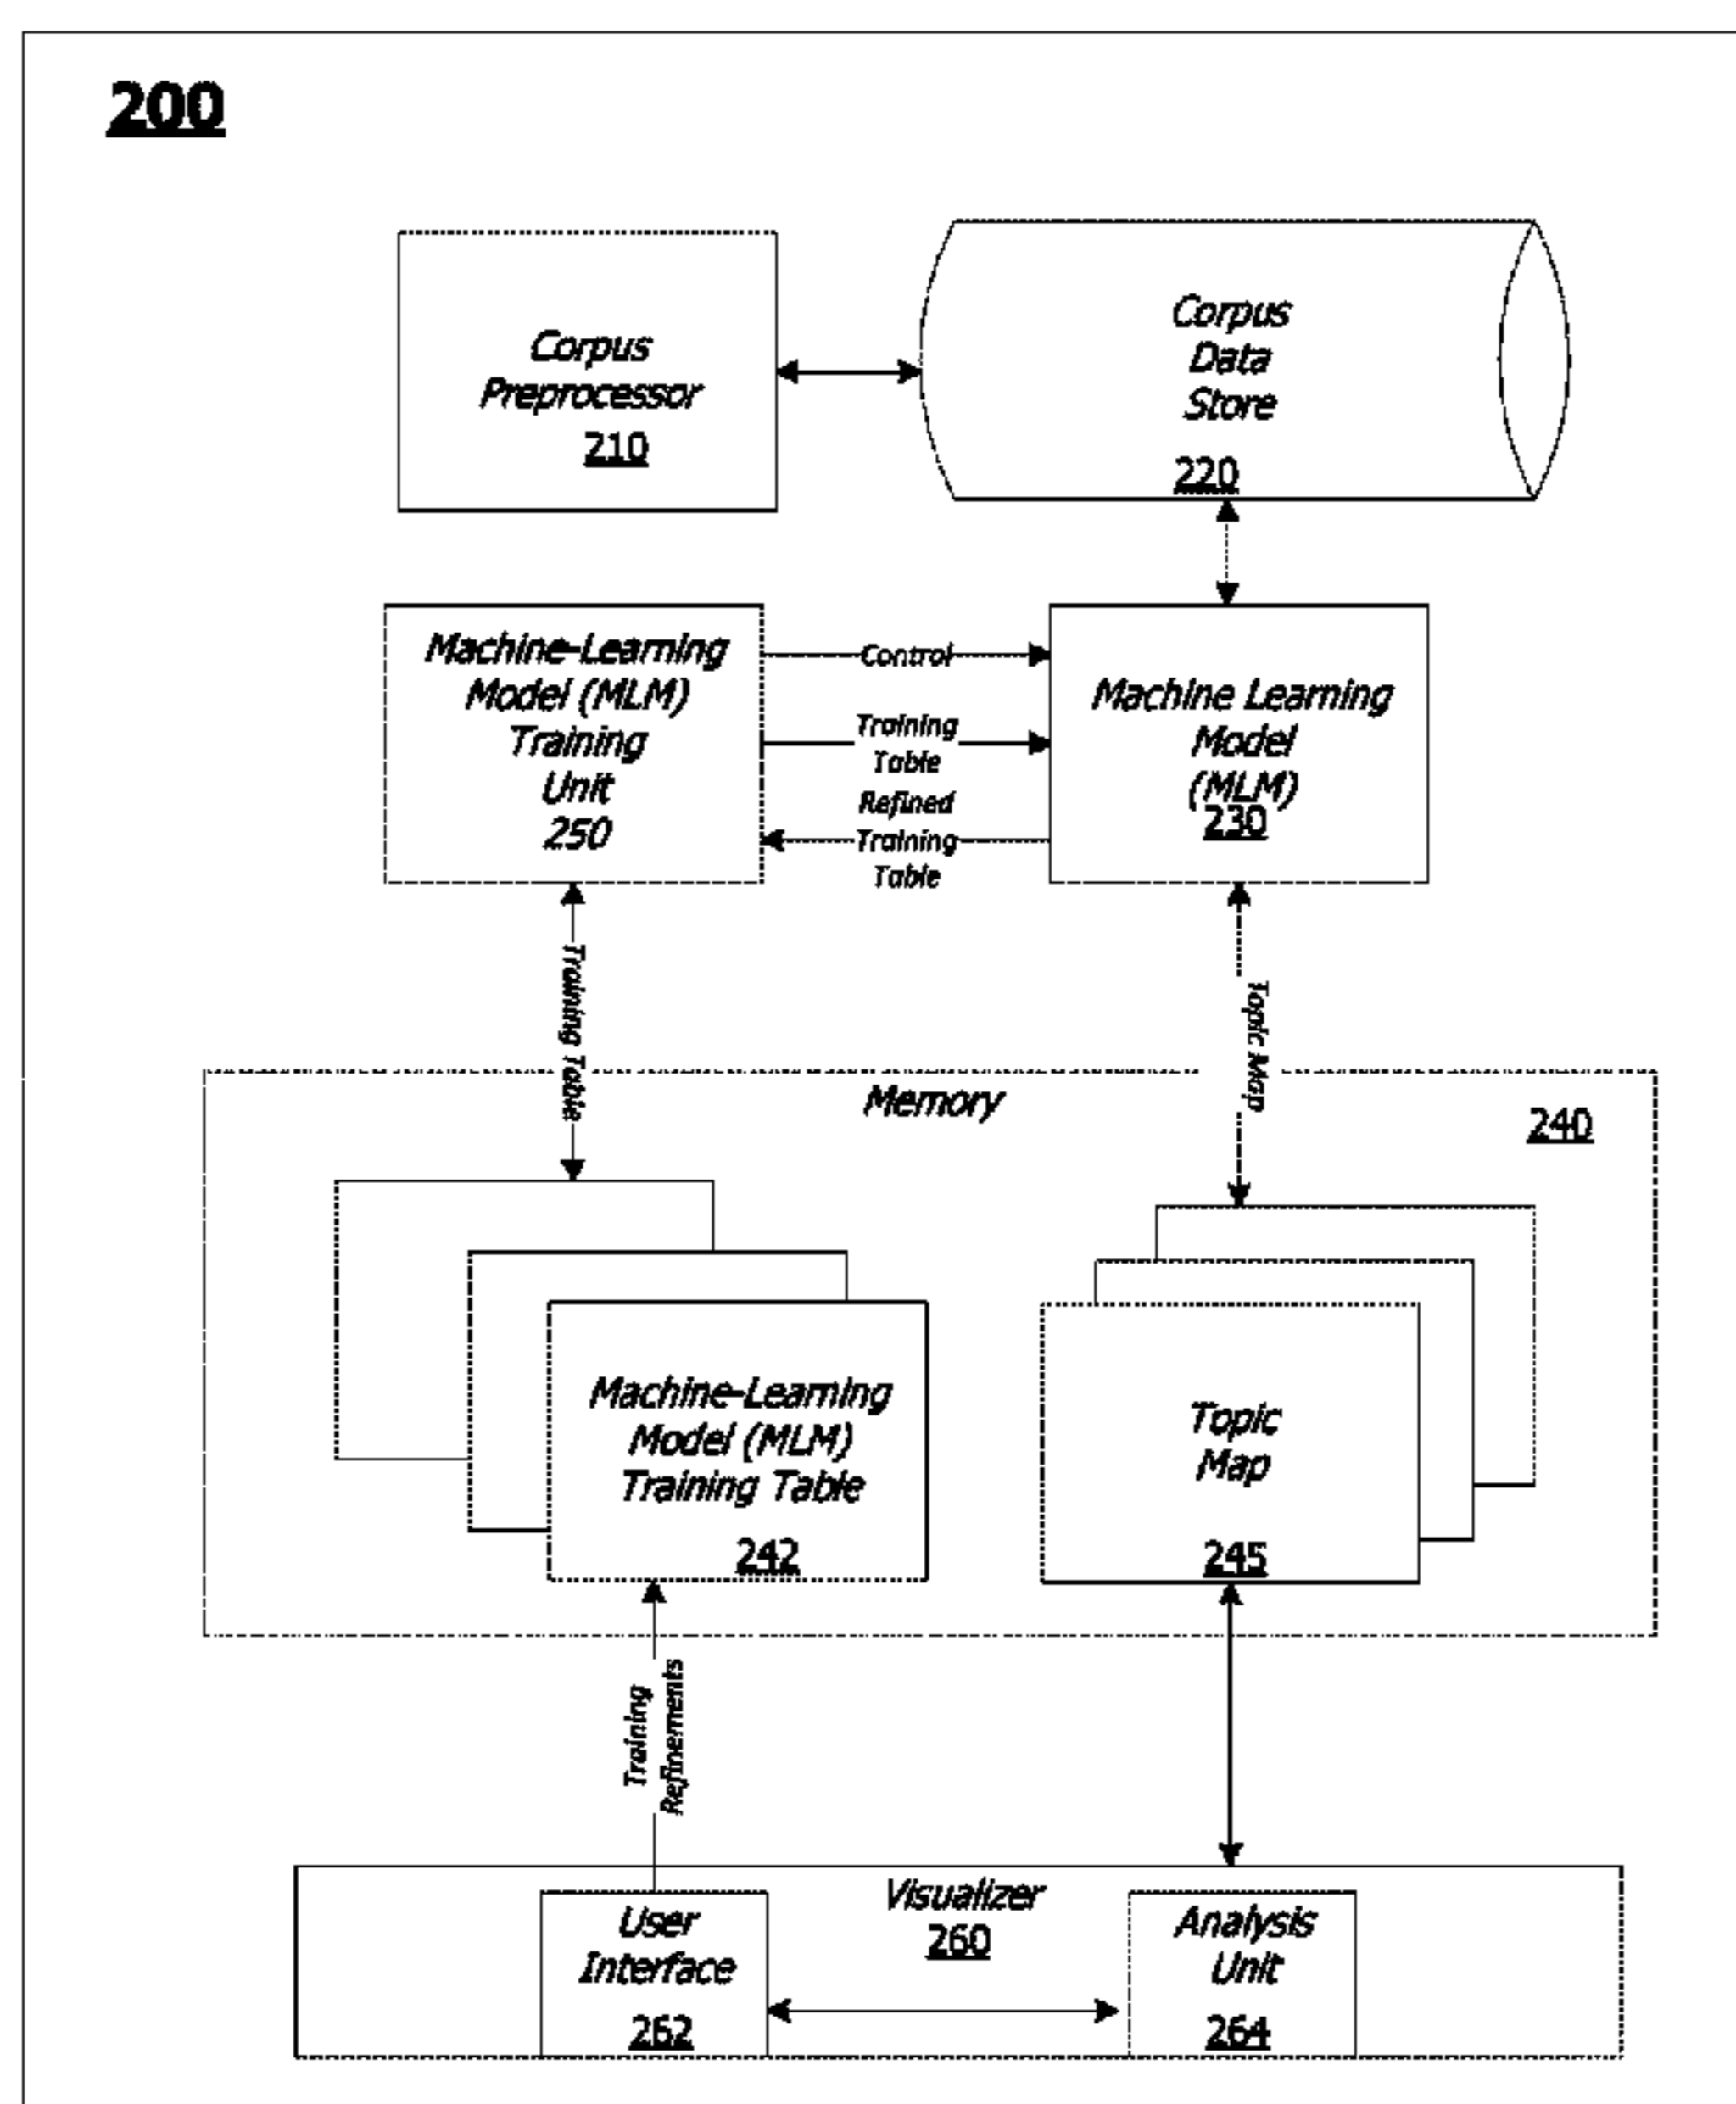 200
Corpus
Preprocessor
210
Corpus
Data
Store
220
Machine-Learning
Model (MLM)
Training
Unit
250
Control
Training
Table
Refined
Training
Table
Machine Learning
Model
(MLM)
230
Training Table
Topic Map
Memory
240
Machine-Learning
Model (MLM)
Training Table
242
Topic
Map
245
Training
Refinements
Visualizer
260
User
Interface
262
Analysis
Unit
264